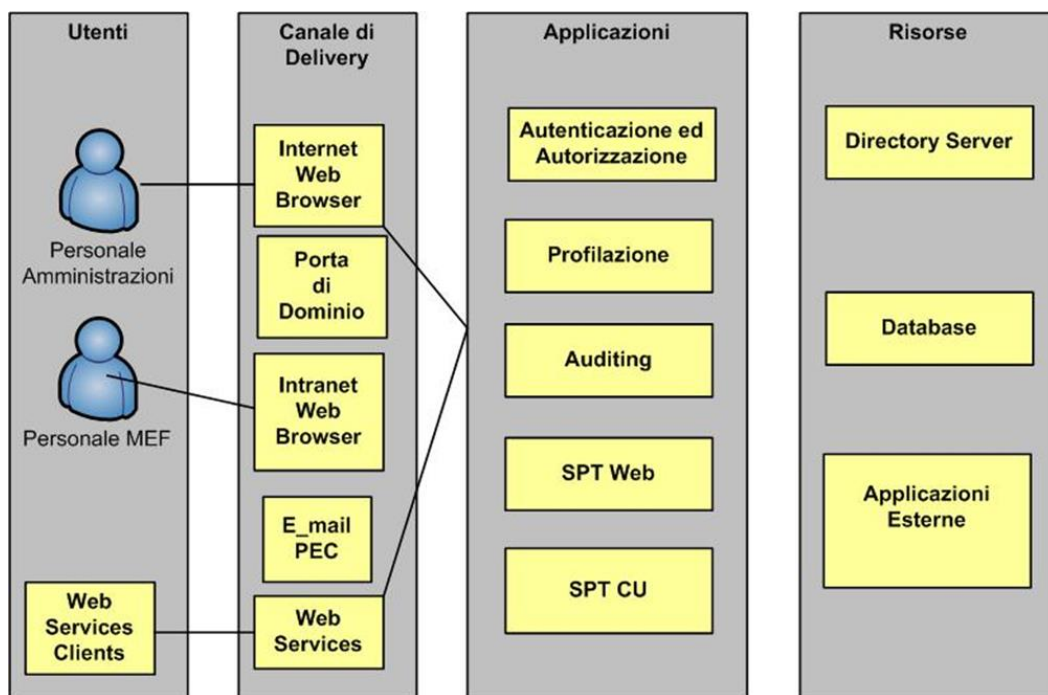 Utenti
Personale
Amministrazioni
Personale MEF
Web
Services
Clients
Canale di
Delivery
Internet
Web
Browser
Porta
di
Dominio
Intranet
Web
Browser
E_mail
PEC
Web
Services
Applicazioni
Autenticazione ed
Autorizzazione
Profilazione
Auditing
SPT Web
SPT CU
Risorse
Directory Server
Database
Applicazioni
Esterne